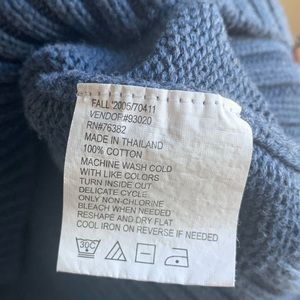 FALL '2005/70411
VENDOR#93020
RN#76382
MADE IN THAILAND
100% COTTON
MACHINE WASH COLD
WITH LIKE COLORS
TURN INSIDE OUT
DELICATE CYCLE
ONLY NON-CHLORINE
BLEACH WHEN NEEDED
RESHAPE AND DRY FLAT
COOL IRON ON REVERSE IF NEEDED
30C